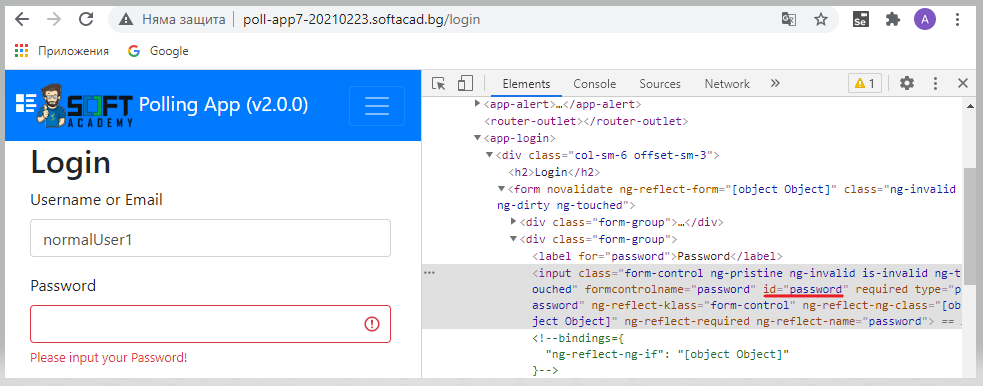 Няма защита | poll-app7-20210223.softacad.bg/login
Se
A
Приложения
G Google
SOFT
ACADEMY
Polling App (v2.0.0)
Login
Username or Email
normalUser1
Password
Please input your Password!
Elements Console Sources » 1
<app-alert>…</app-alert>
<router-outlet></router-outlet>
<app-login>
<div class="col-sm-6 offset-sm-3">
<h2>Login</h2>
<form novalidate ng-reflect-form="[object Object]" class="ng-invalid
ng-dirty ng-touched">
<div class="form-group">…</div>
<div class="form-group">
<label for="password">Password</label>
<input class="form-control ng-pristine ng-invalid is-invalid ng-t
ouched" formcontrolname="password" id="password" required type="p
assword" ng-reflect-klass="form-control" ng-reflect-ng-class="[ob
ject Object]" ng-reflect-required ng-reflect-name="password"> ==
<!--bindings={
"ng-reflect-ng-if": "[object Object]"
}-->